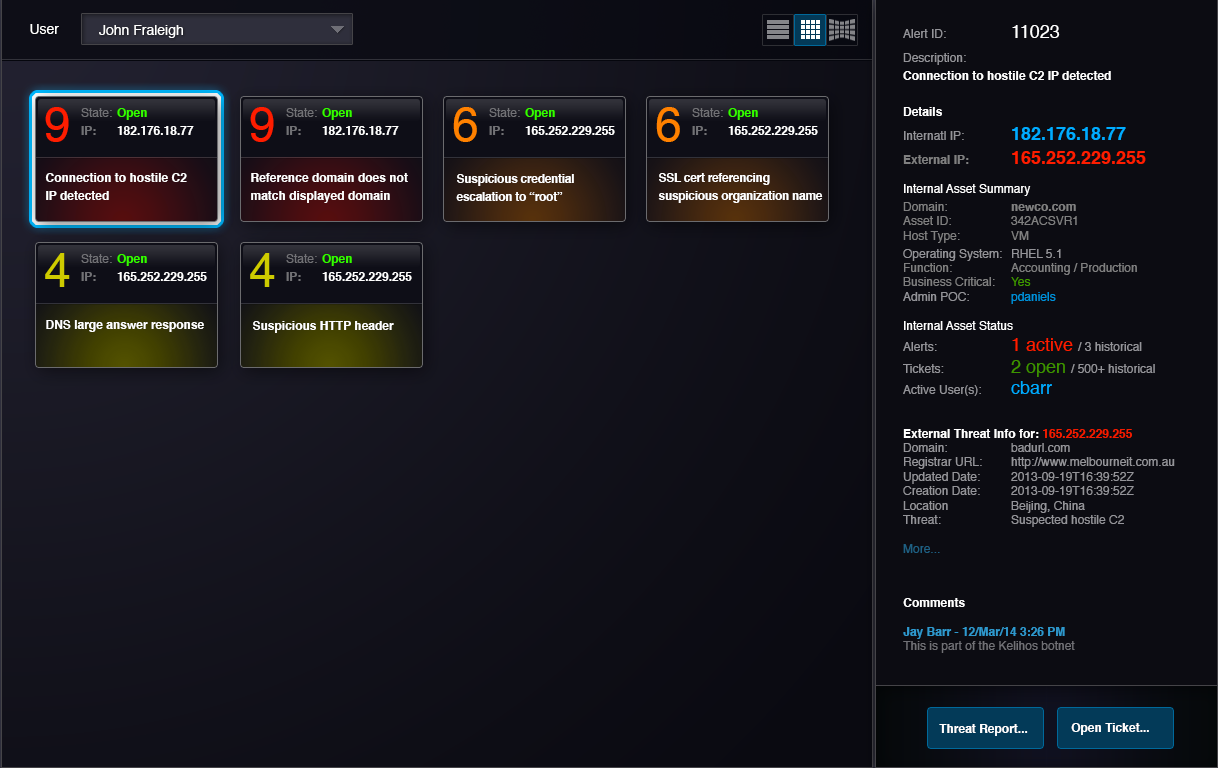 User John Fraleigh
9 State: Open
IP: 182.176.18.77
Connection to hostile C2
IP detected
9 State: Open
IP: 182.176.18.77
Reference domain does not
match displayed domain
6 State: Open
IP: 165.252.229.255
Suspicious credential
escalation to “root”
6 State: Open
IP: 165.252.229.255
SSL cert referencing
suspicious organization name
4 State: Open
IP: 165.252.229.255
DNS large answer response
4 State: Open
IP: 165.252.229.255
Suspicious HTTP header
Alert ID: 11023
Description:
Connection to hostile C2 IP detected
Details
Internatl IP: 182.176.18.77
External IP: 165.252.229.255
Internal Asset Summary
Domain: newco.com
Asset ID: 342ACSVR1
Host Type: VM
Operating System: RHEL 5.1
Function: Accounting / Production
Business Critical: Yes
Admin POC: pdaniels
Internal Asset Status
Alerts: 1 active / 3 historical
Tickets: 2 open / 500+ historical
Active User(s): cbarr
External Threat Info for: 165.252.229.255
Domain: badurl.com
Registrar URL: http://www.melbourneit.com.au
Updated Date: 2013-09-19T16:39:52Z
Creation Date: 2013-09-19T16:39:52Z
Location Beijing, China
Threat: Suspected hostile C2
More...
Comments
Jay Barr - 12/Mar/14 3:26 PM
This is part of the Kelihos botnet
Threat Report... Open Ticket...